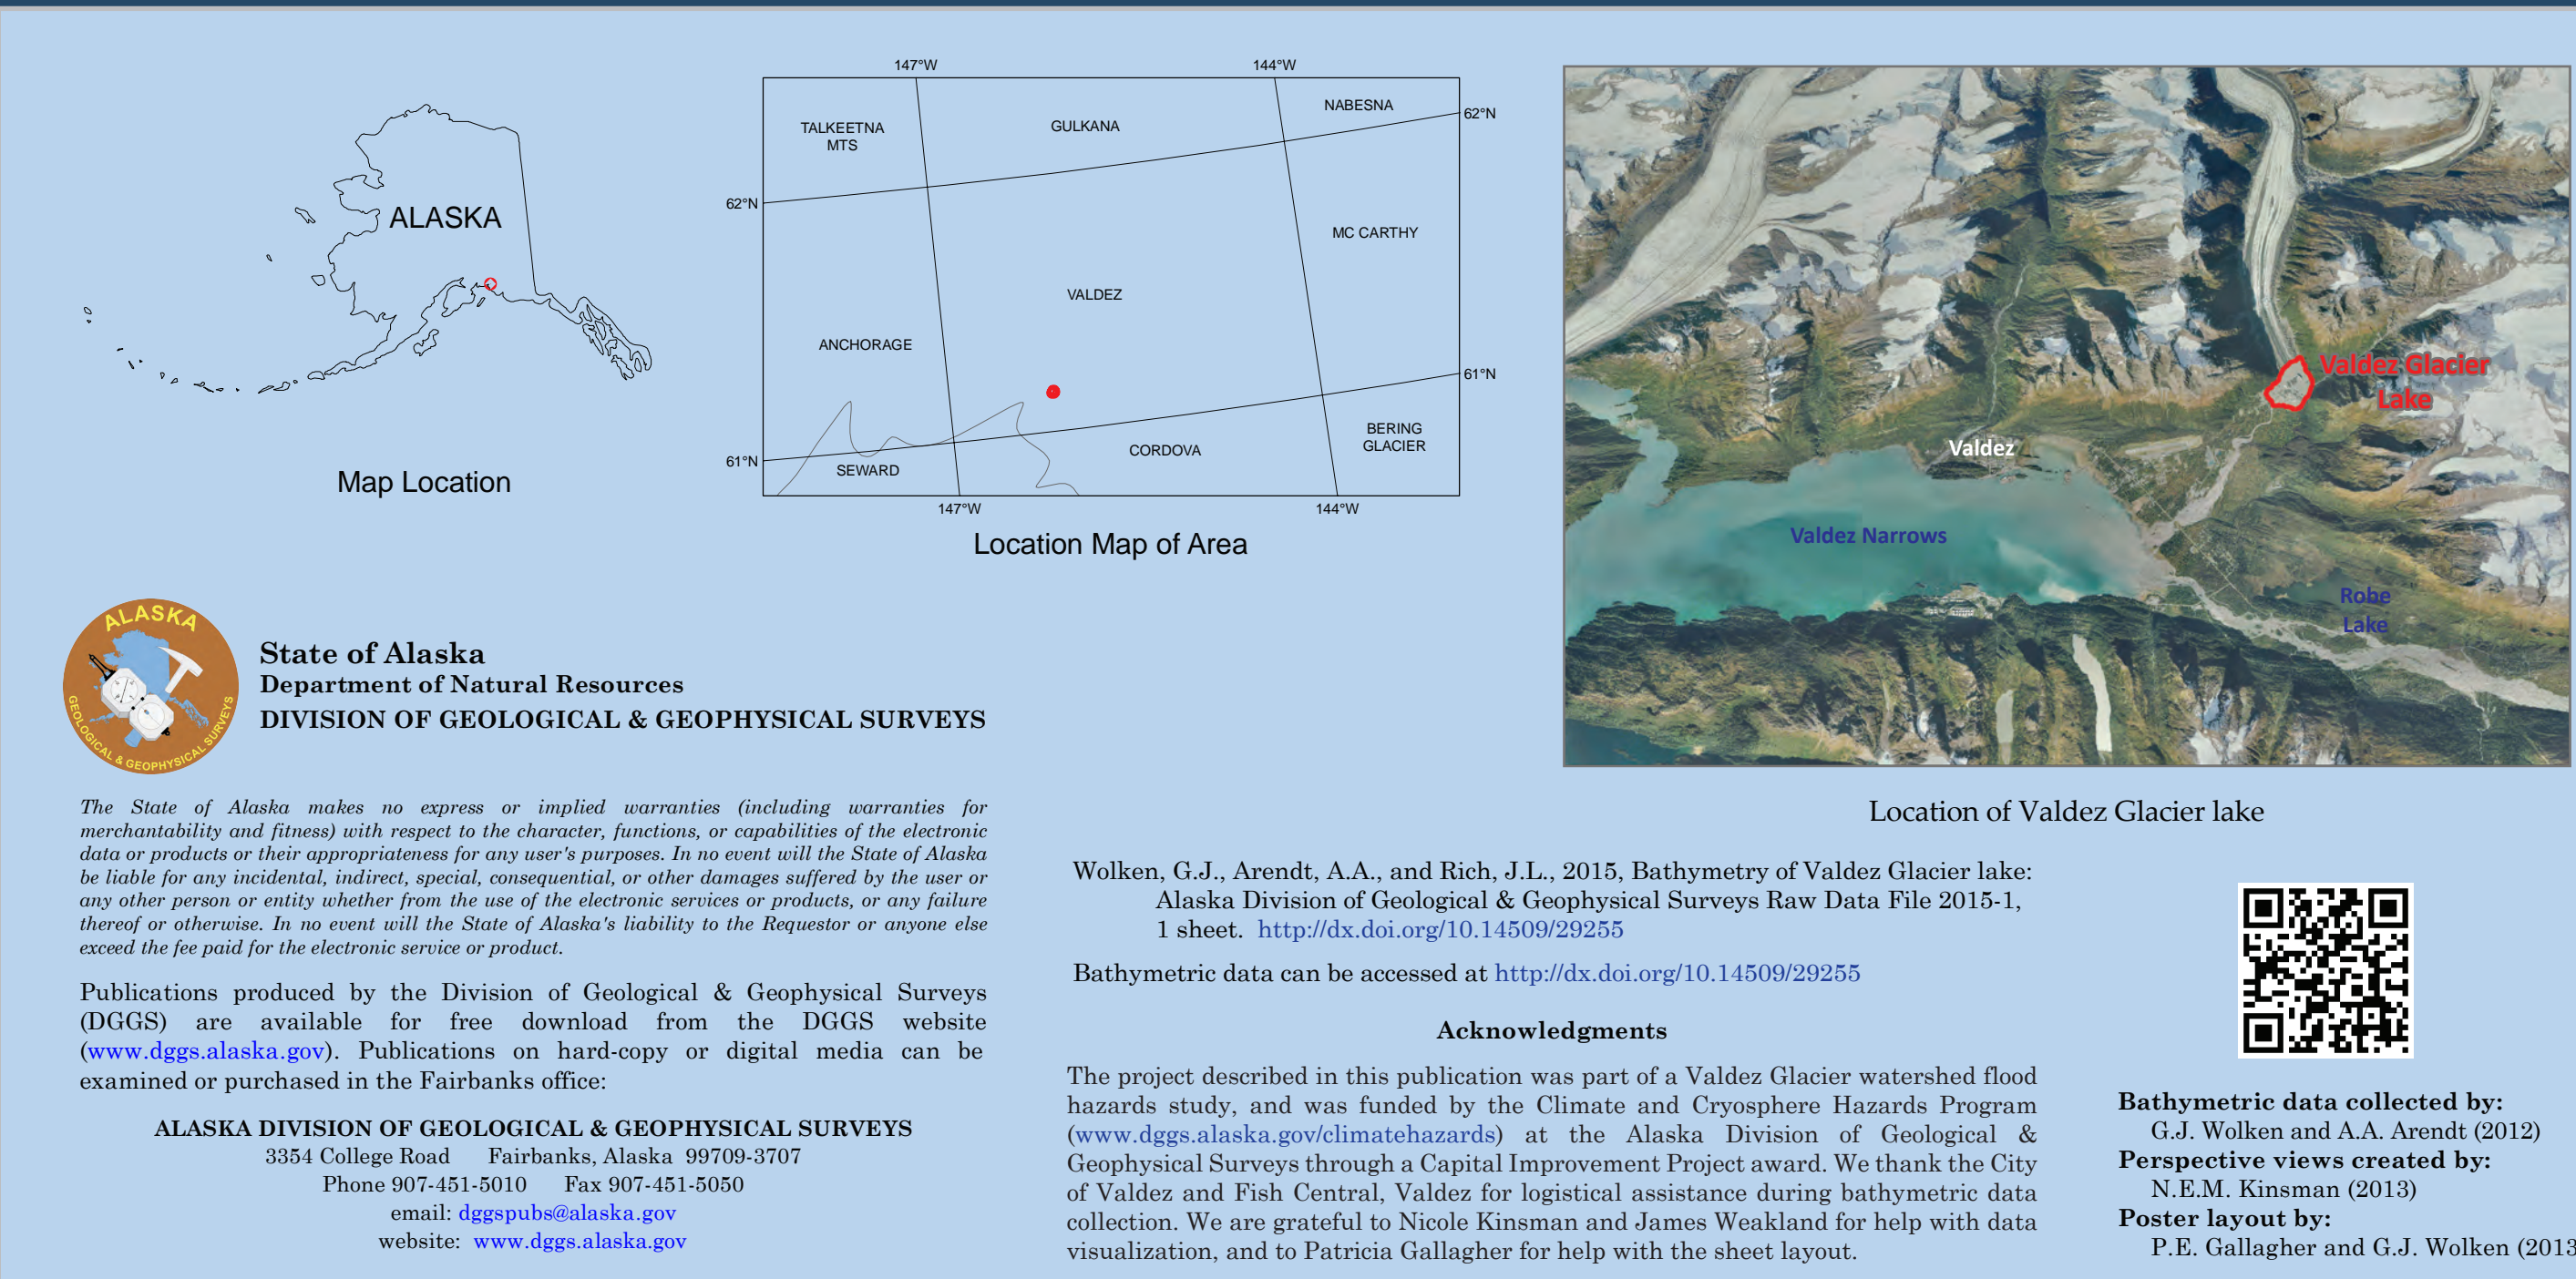 ALASKA
Map Location
147°W
144°W
TALKEETNA
MTS
GULKANA
NABESNA
62°N
62°N
MC CARTHY
VALDEZ
ANCHORAGE
61°N
61°N
SEWARD
CORDOVA
BERING
GLACIER
147°W
144°W
Location Map of Area
Valdez Glacier
Lake
Valdez
Valdez Narrows
Robe
Lake
Location of Valdez Glacier lake
ALASKA
GEOLOGICAL & GEOPHYSICAL SURVEYS
State of Alaska
Department of Natural Resources
DIVISION OF GEOLOGICAL & GEOPHYSICAL SURVEYS
The State of Alaska makes no express or implied warranties (including warranties for
merchantability and fitness) with respect to the character, functions, or capabilities of the electronic
data or products or their appropriateness for any user's purposes. In no event will the State of Alaska
be liable for any incidental, indirect, special, consequential, or other damages suffered by the user or
any other person or entity whether from the use of the electronic services or products, or any failure
thereof or otherwise. In no event will the State of Alaska's liability to the Requestor or anyone else
exceed the fee paid for the electronic service or product.
Publications produced by the Division of Geological & Geophysical Surveys
(DGGS) are available for free download from the DGGS website
(www.dggs.alaska.gov). Publications on hard-copy or digital media can be
examined or purchased in the Fairbanks office:
ALASKA DIVISION OF GEOLOGICAL & GEOPHYSICAL SURVEYS
3354 College Road Fairbanks, Alaska 99709-3707
Phone 907-451-5010 Fax 907-451-5050
email: dggspubs@alaska.gov
website: www.dggs.alaska.gov
Wolken, G.J., Arendt, A.A., and Rich, J.L., 2015, Bathymetry of Valdez Glacier lake:
Alaska Division of Geological & Geophysical Surveys Raw Data File 2015-1,
1 sheet. http://dx.doi.org/10.14509/29255
Bathymetric data can be accessed at http://dx.doi.org/10.14509/29255
Acknowledgments
The project described in this publication was part of a Valdez Glacier watershed flood
hazards study, and was funded by the Climate and Cryosphere Hazards Program
(www.dggs.alaska.gov/climatehazards) at the Alaska Division of Geological &
Geophysical Surveys through a Capital Improvement Project award. We thank the City
of Valdez and Fish Central, Valdez for logistical assistance during bathymetric data
collection. We are grateful to Nicole Kinsman and James Weakland for help with data
visualization, and to Patricia Gallagher for help with the sheet layout.
Bathymetric data collected by:
G.J. Wolken and A.A. Arendt (2012)
Perspective views created by:
N.E.M. Kinsman (2013)
Poster layout by:
P.E. Gallagher and G.J. Wolken (2013